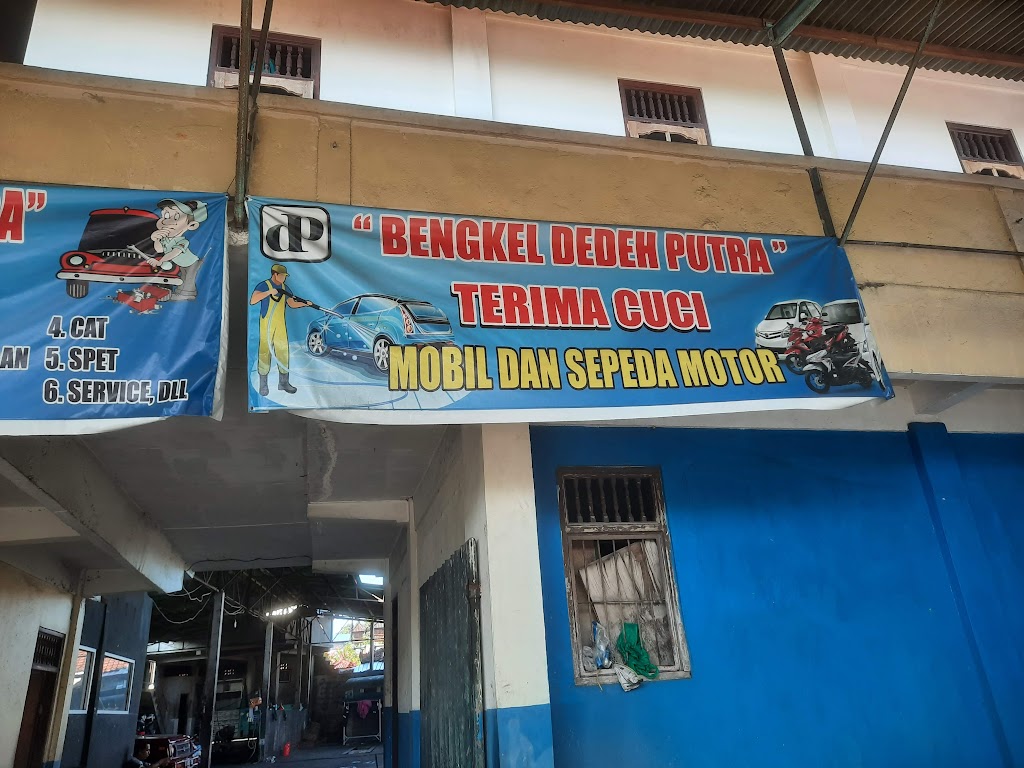 A"
4. CAT
AN 5. SPET
6. SERVICE, DLL
dP
" BENGKEL DEDEH PUTRA "
TERIMA CUCI
MOBIL DAN SEPEDA MOTOR